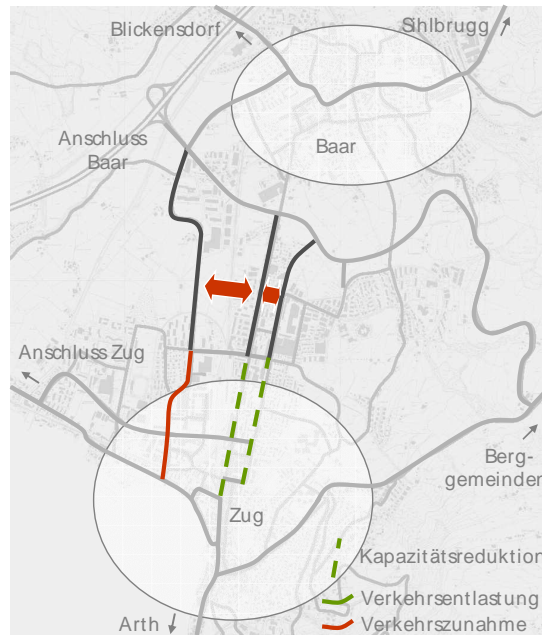 Blickensdorf
Sihlbrugg
Anschluss
Baar
Baar
Anschluss Zug
Berg-
gemeinden
Zug
Kapazitätsreduktion
Verkehrsentlastung
Arth
Verkehrszunahme